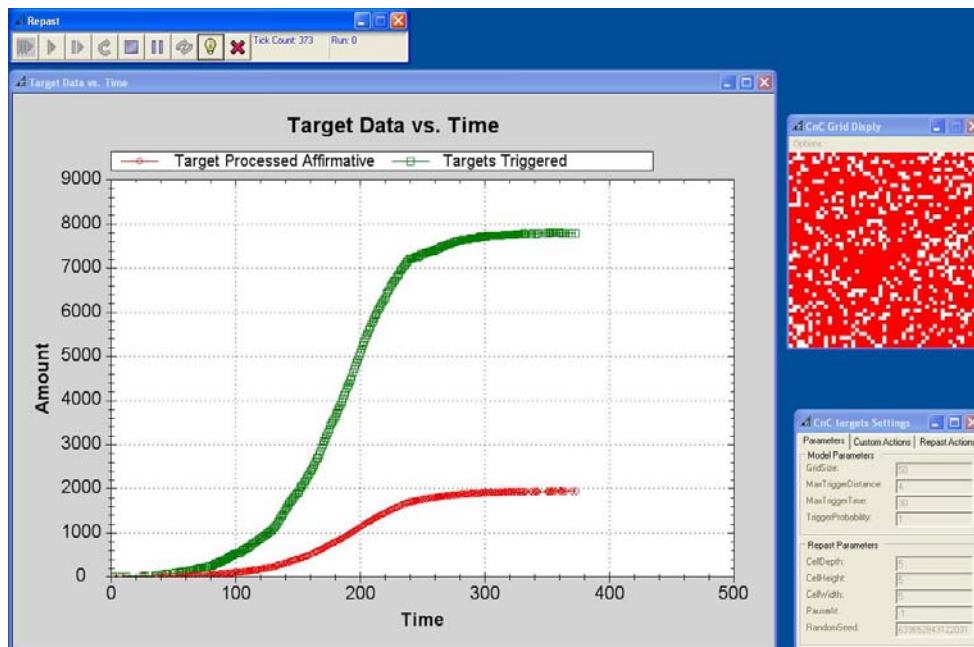 Repast
Tick Count: 373 Run: 0
Target Data vs. Time
Target Data vs. Time
Target Processed Affirmative Targets Triggered
9000
8000
7000
6000
5000
4000
3000
2000
1000
0
Amount
0 100 200 300 400 500
Time
CnC Grid Disply
Options
CnC targets Settings
Parameters Custom Actions Repast Actions
Model Parameters
GridSize: 50
MaxTriggerDistance: 4
MaxTriggerTime: 30
TriggerProbability: 1
Repast Parameters
CellDepth: 5
CellHeight: 5
CellWidth: 5
PauseAt: -1
RandomSeed: